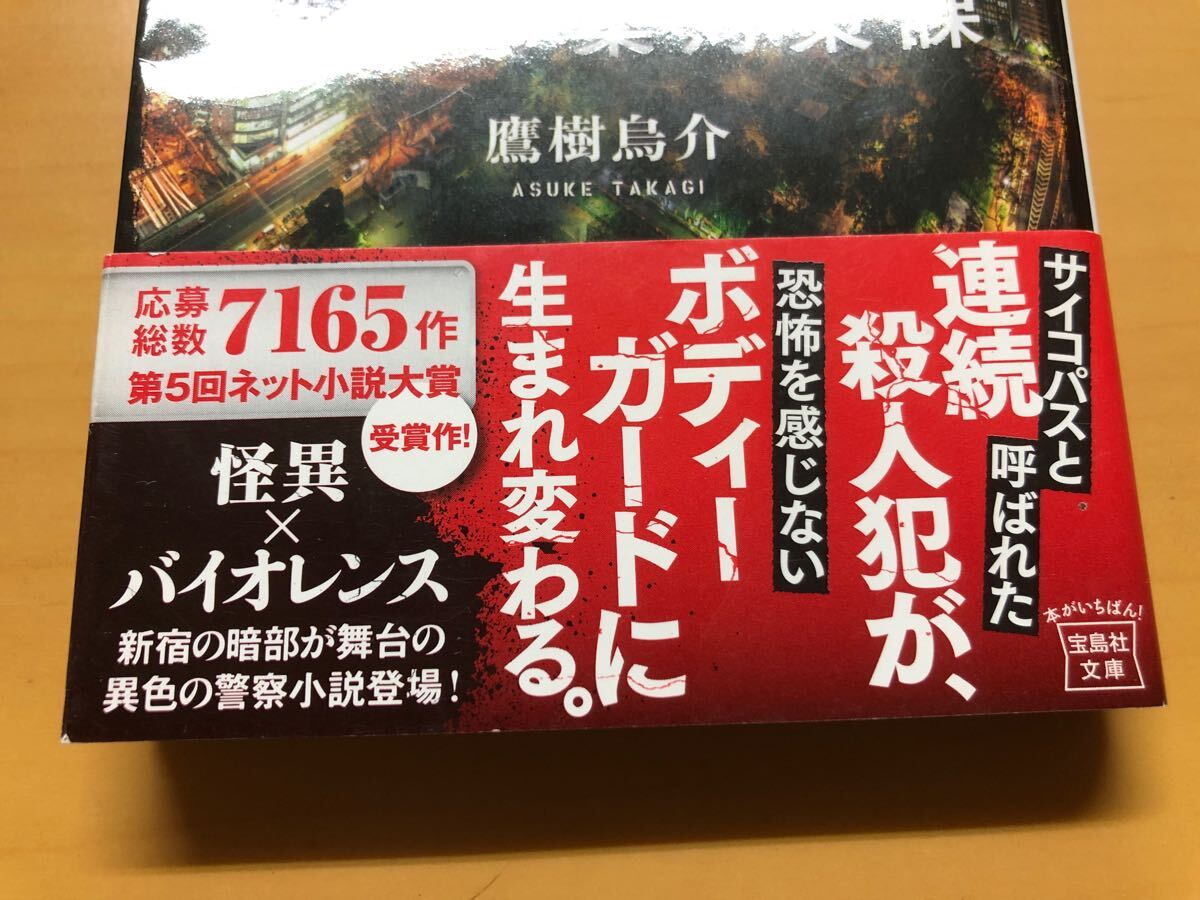 案対策課
鷹樹烏介
ASUKE TAKAGI
サイコパスと
呼ばれた
連続
殺人犯が、
恐怖を感じない
ボディー
ガードに
生まれ変わる。
応募
総数7165作
第5回ネット小説大賞
受賞作!
怪異
×
バイオレンス
新宿の暗部が舞台の
異色の警察小説登場!
本がいちばん!
宝島社
文庫